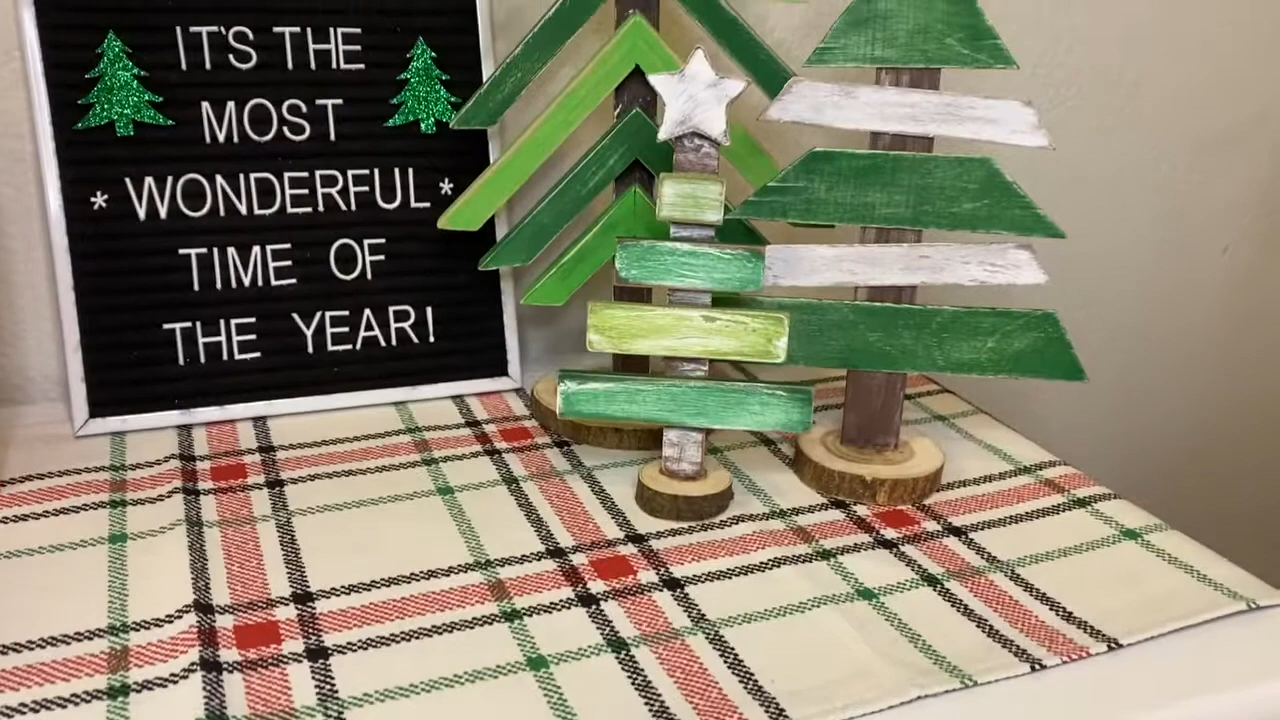 IT'S THE
MOST
* WONDERFUL *
TIME OF
THE YEAR!